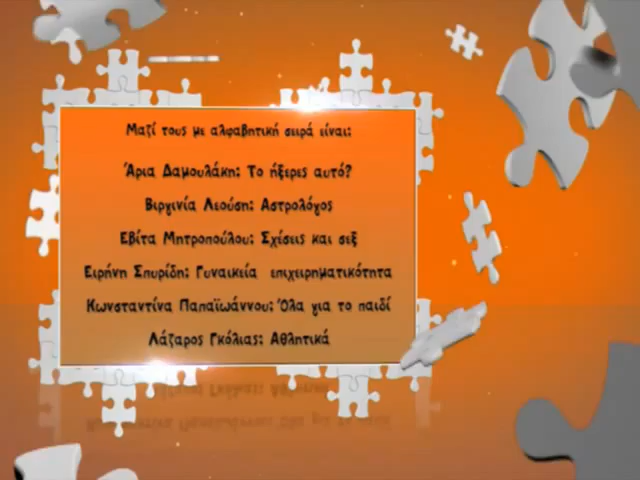 Μαζί τους με αλφαβητική σειρά είναι:
Άρια Δαμουλάκη: Το ήξερες αυτό?
Βιργινία Λεούση: Αστρολόγος
Εβίτα Μητροπούλου: Σχέσεις και σεξ
Ειρήνη Σπυρίδη: Γυναικεία επιχειρηματικότητα
Κωνσταντίνα Παπαϊωάννου: Όλα για το παιδί
Λάζαρος Γκόλιας: Αθλητικά